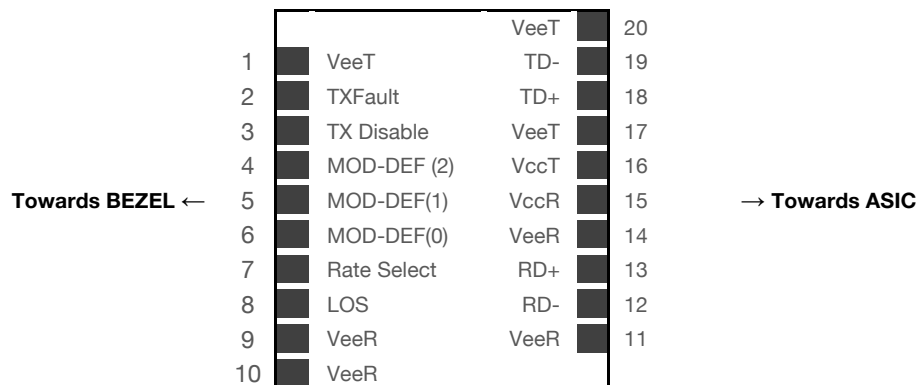 VeeT 20
1 VeeT TD- 19
2 TXFault TD+ 18
3 TX Disable VeeT 17
4 MOD-DEF (2) VccT 16
Towards BEZEL ← 5 MOD-DEF(1) VccR 15 → Towards ASIC
6 MOD-DEF(0) VeeR 14
7 Rate Select RD+ 13
8 LOS RD- 12
9 VeeR VeeR 11
10 VeeR